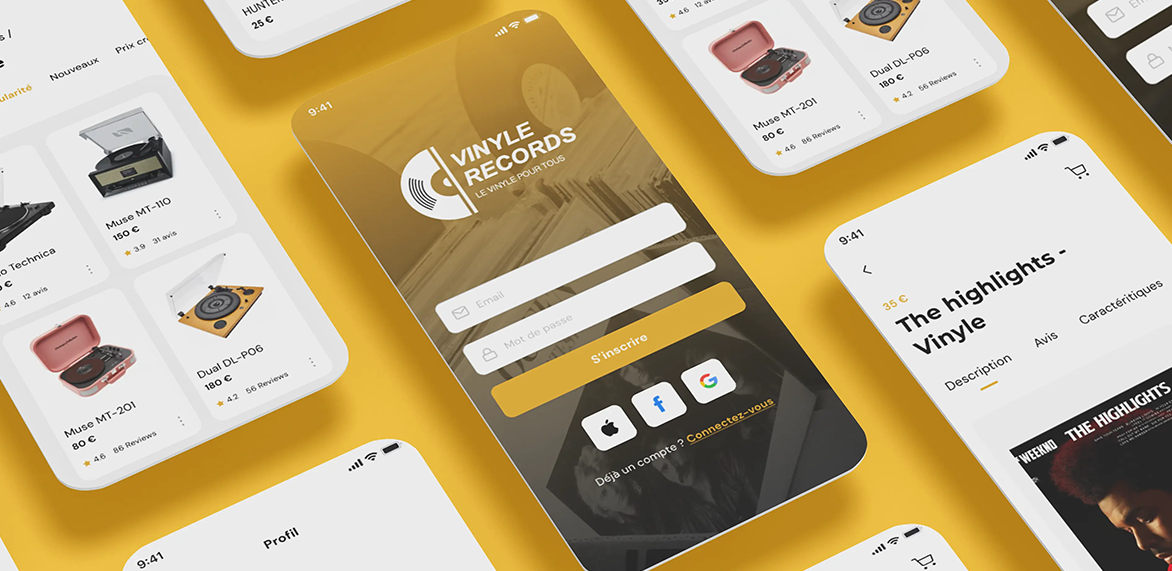 HUNTER
25 €
Nouveaux
Prix cr
ularité
Muse MT-110
150 €
3.9 31 avis
o Technica
4.6 12 avis
Muse MT-201
80 €
4.6 86 Reviews
Dual DL-P06
180 €
4.2 56 Reviews
9:41
Profil
9:41
VINYLE
RECORDS
LE VINYLE POUR TOUS
Email
Mot de passe
S'inscrire
Déjà un compte ? Connectez-vous
4.6 12 av
Muse MT-201
80 €
4.6 86 Reviews
Dual DL-P06
180 €
4.2 56 Reviews
9:41
35 €
The highlights -
Vinyle
Description
Avis
Caractéritiques
WEEKND
THE HIGHLIGHTS